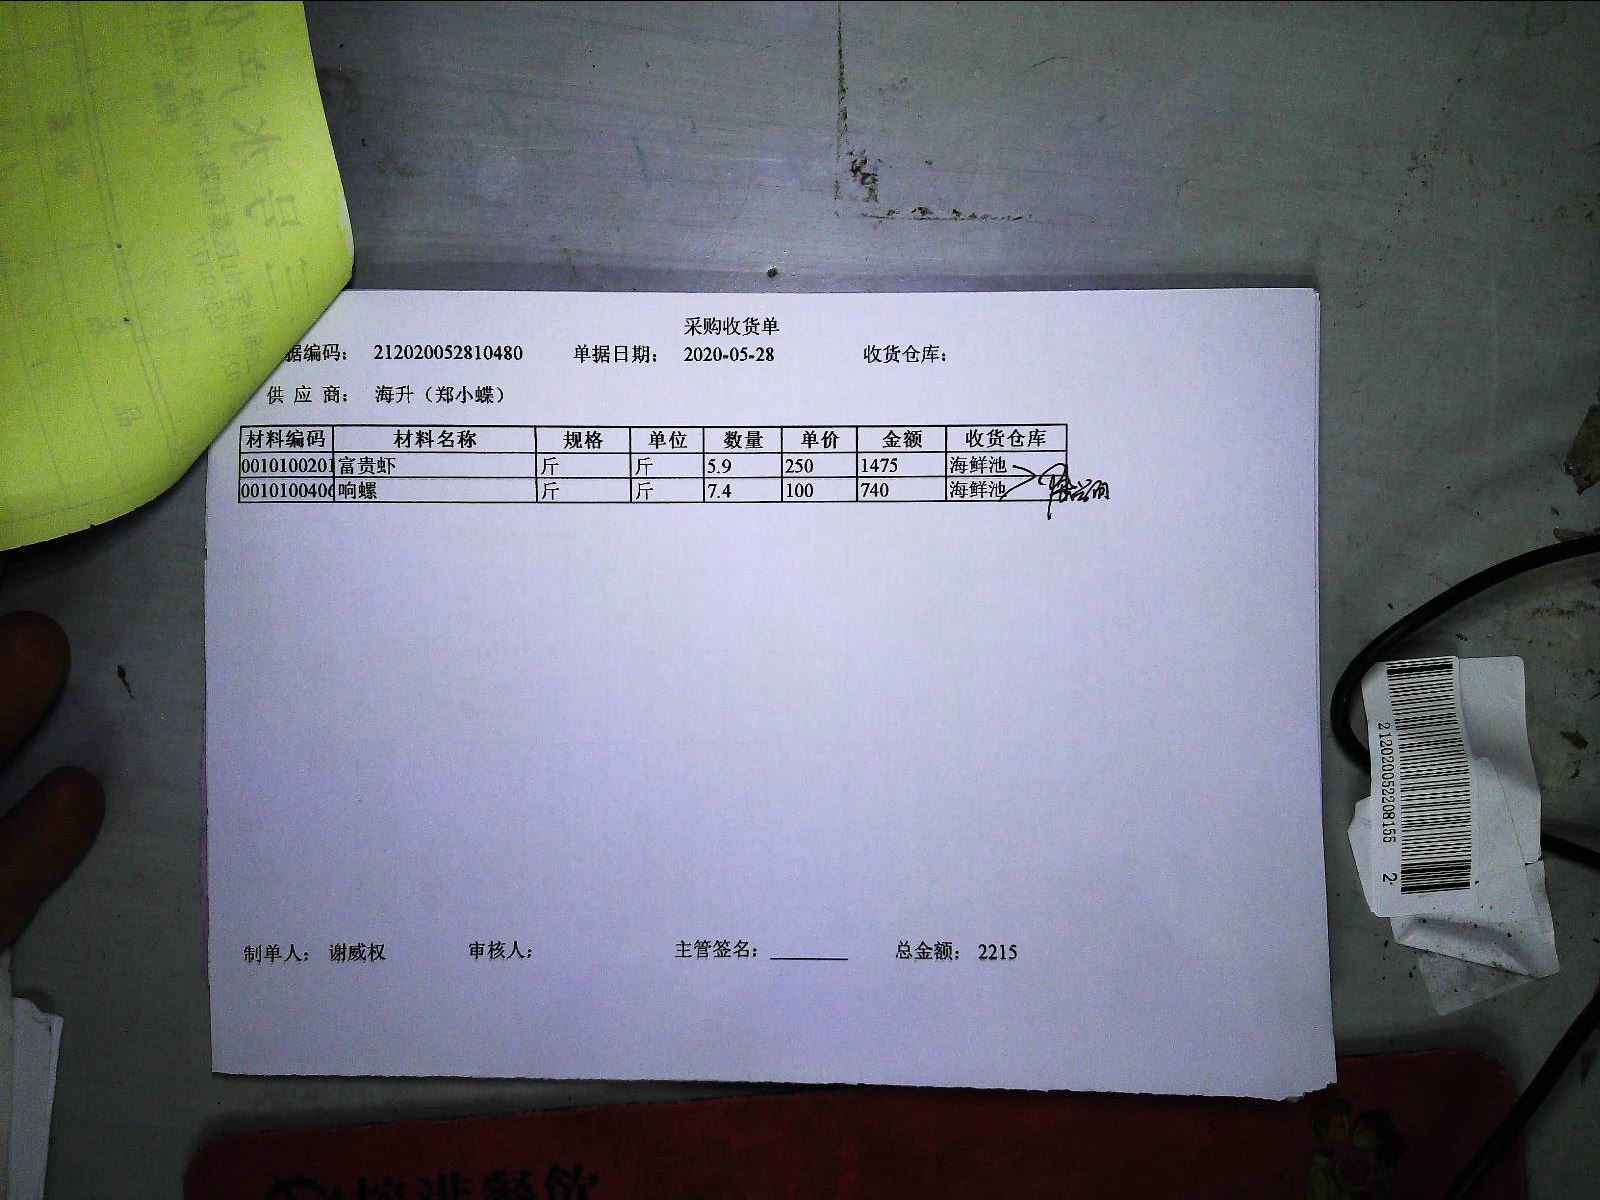 采购收货单
据编码： 212020052810480 单据日期： 2020-05-28 收货仓库：
供 应 商： 海升（郑小蝶）
材料编码 材料名称 规格 单位 数量 单价 金额 收货仓库
0010100201 富贵虾 斤 斤 5.9 250 1475 海鲜池
0010100406 响螺 斤 斤 7.4 100 740 海鲜池
制单人： 谢威权 审核人： 主管签名： 总金额： 2215
212020052208155 2